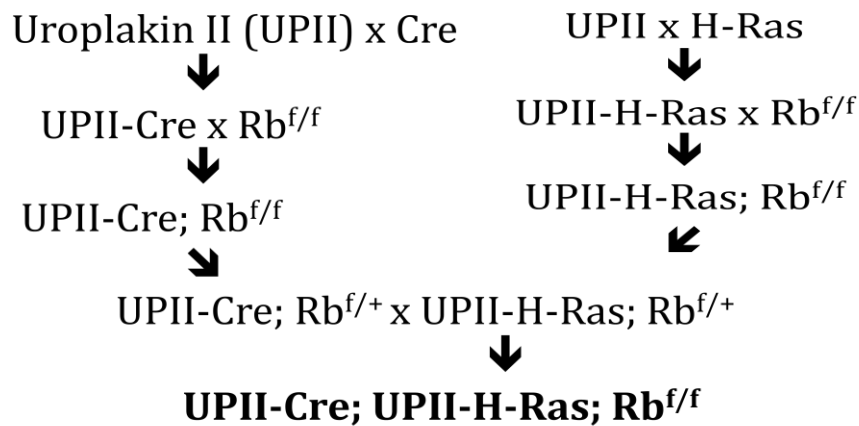 Uroplakin II (UPII) x Cre
UPII x H-Ras
UPII-Cre x Rb^f/f
UPII-H-Ras x Rb^f/f
UPII-Cre; Rb^f/f
UPII-H-Ras; Rb^f/f
UPII-Cre; Rb^f/+ x UPII-H-Ras; Rb^f/+
UPII-Cre; UPII-H-Ras; Rb^f/f